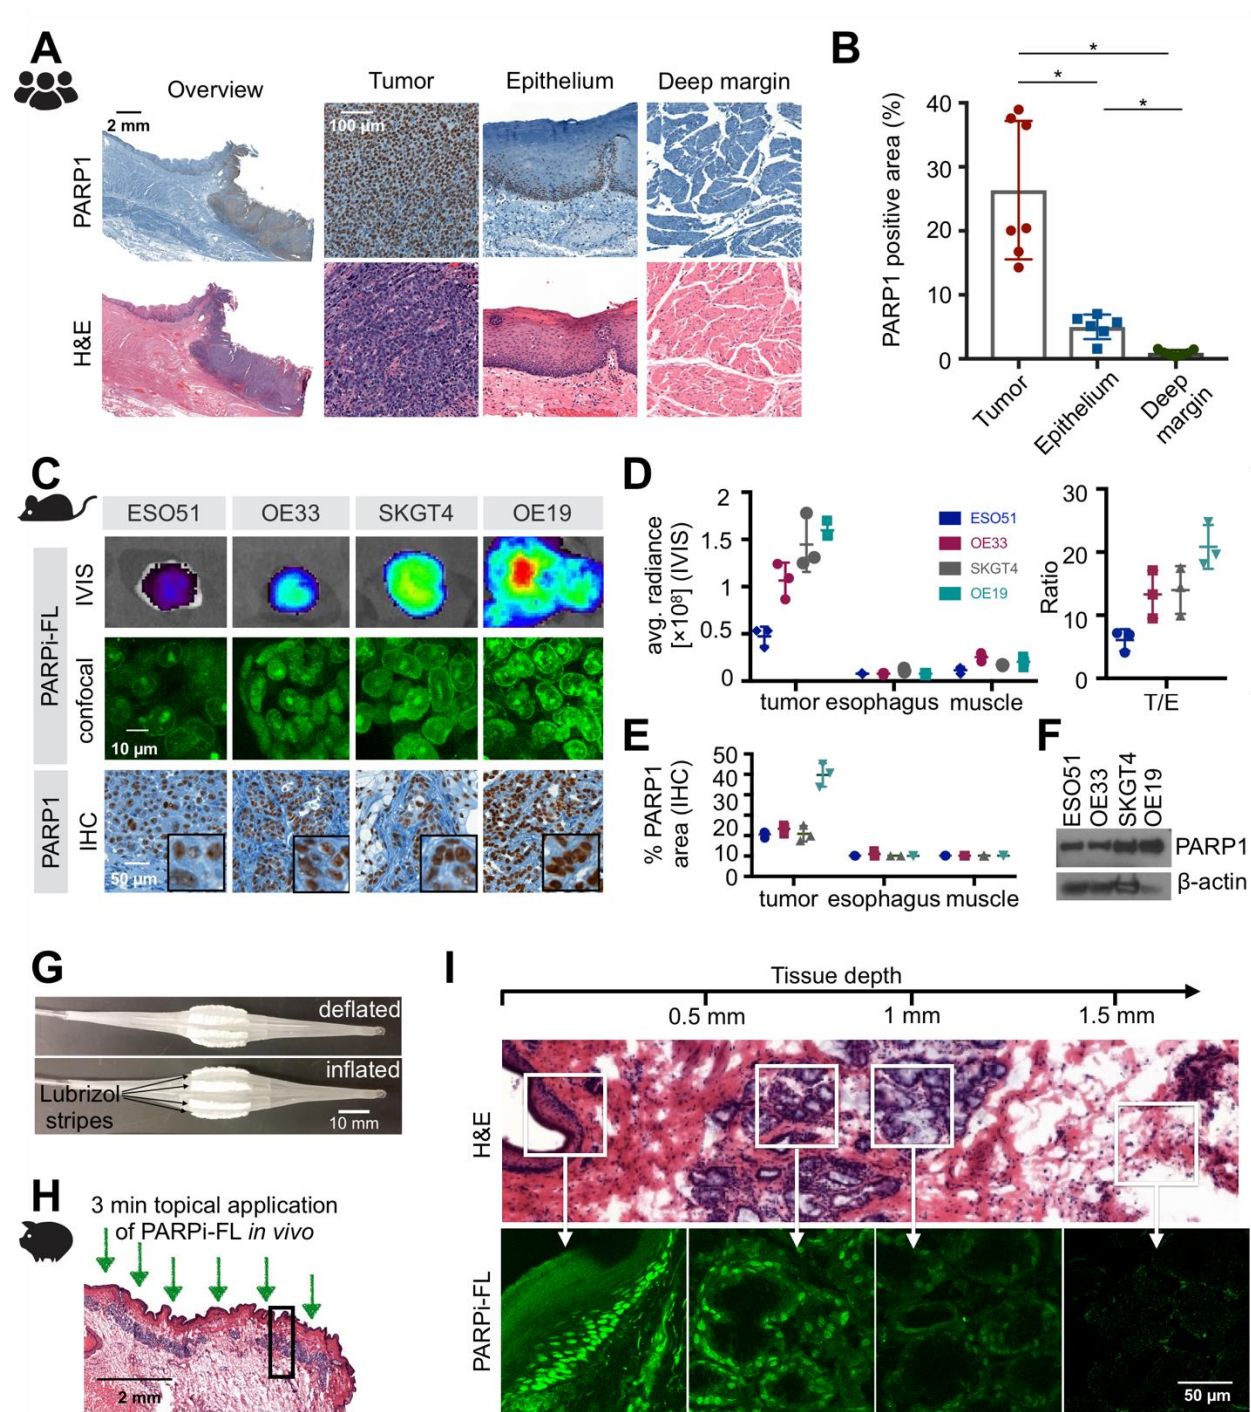 A
Overview
Tumor
Epithelium
Deep margin
2 mm
100 µm
PARP1
H&E
B
*
*
*
PARP1 positive area (%)
40
30
20
10
0
Tumor
Epithelium
Deep
margin
C
ESO51
OE33
SKGT4
OE19
PARPi-FL
IVIS
confocal
10 µm
PARP1
IHC
50 µm
D
avg. radiance
[×10⁸] (IVIS)
2
1.5
1
0.5
0
tumor
esophagus
muscle
ESO51
OE33
SKGT4
OE19
Ratio
30
20
10
0
T/E
E
% PARP1
area (IHC)
50
40
30
20
10
0
tumor
esophagus
muscle
F
ESO51
OE33
SKGT4
OE19
PARP1
β-actin
G
deflated
inflated
Lubrizol
stripes
10 mm
H
3 min topical application
of PARPi-FL in vivo
2 mm
I
Tissue depth
0.5 mm
1 mm
1.5 mm
H&E
PARPi-FL
50 µm